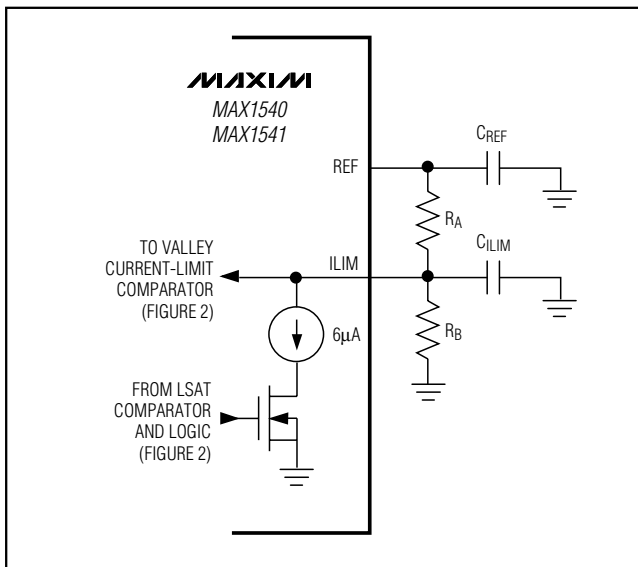 MAXIM
MAX1540
MAX1541
REF
CREF
RA
TO VALLEY
CURRENT-LIMIT
COMPARATOR
(FIGURE 2)
ILIM
CILIM
6μA
RB
FROM LSAT
COMPARATOR
AND LOGIC
(FIGURE 2)